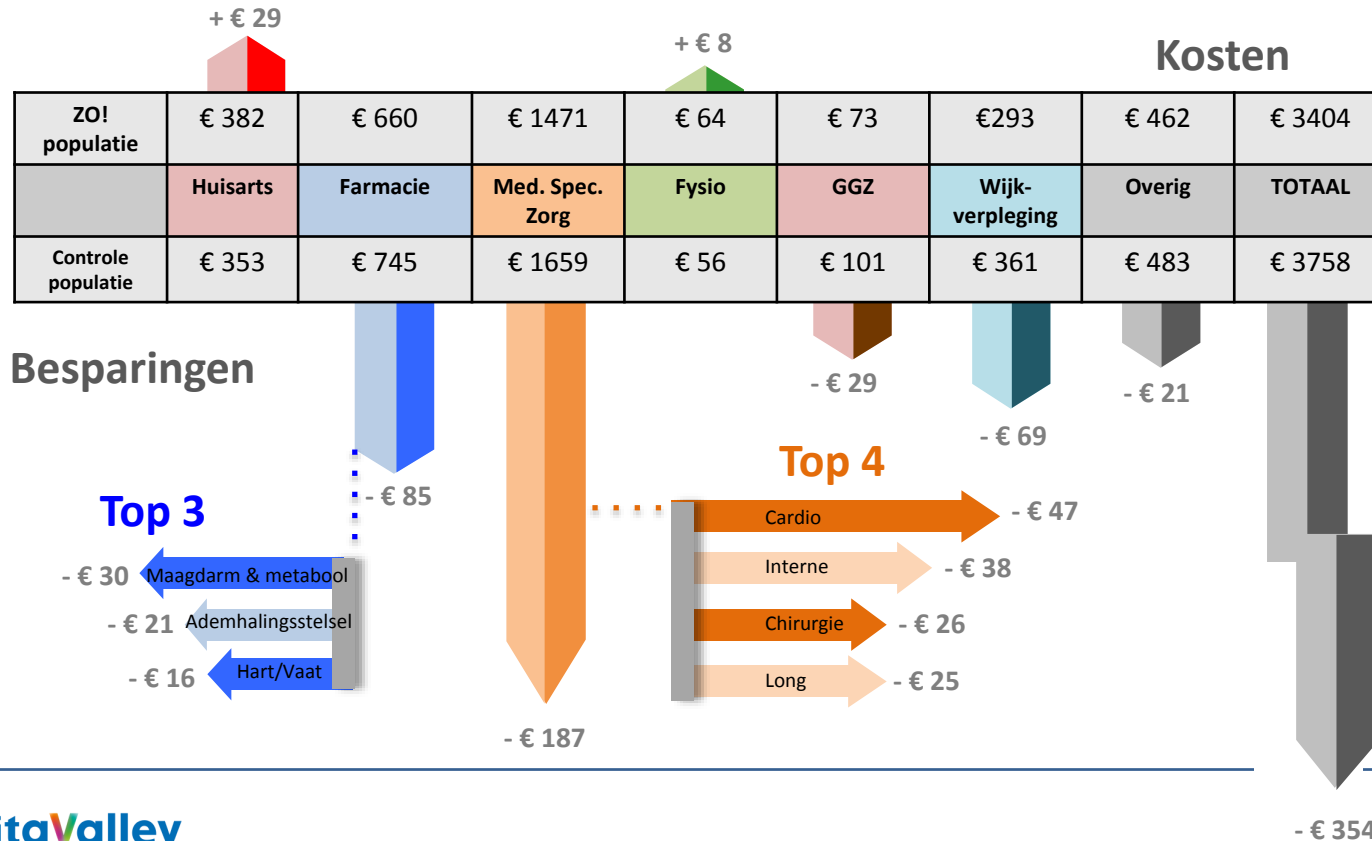 + € 29
+ € 8
Kosten
ZO! populatie € 382 € 660 € 1471 € 64 € 73 €293 € 462 € 3404
Huisarts Farmacie Med. Spec. Zorg Fysio GGZ Wijk-verpleging Overig TOTAAL
Controle populatie € 353 € 745 € 1659 € 56 € 101 € 361 € 483 € 3758
Besparingen
- € 29
- € 21
- € 69
- € 85
Top 3
Top 4
- € 30 Maagdarm & metabool
- € 21 Ademhalingsstelsel
- € 16 Hart/Vaat
Cardio - € 47
Interne - € 38
Chirurgie - € 26
Long - € 25
- € 187
itaValley
- € 354